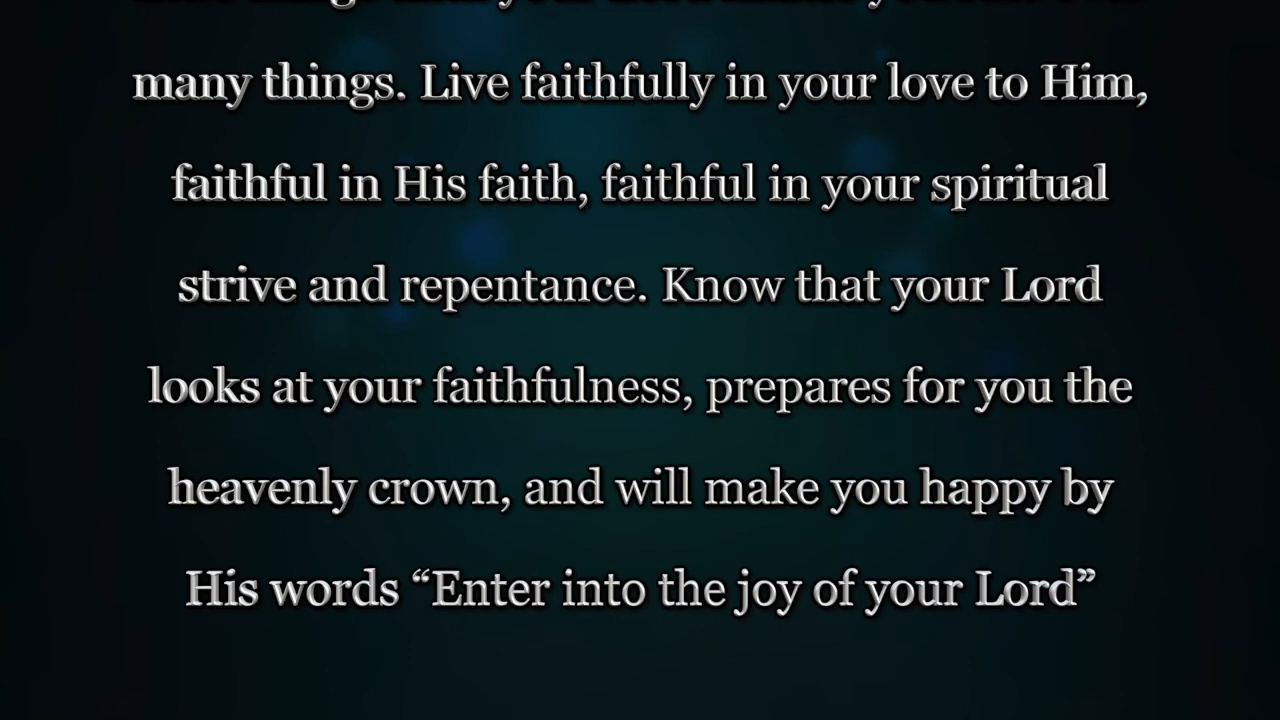 many things. Live faithfully in your love to Him,
faithful in His faith, faithful in your spiritual
strive and repentance. Know that your Lord
looks at your faithfulness, prepares for you the
heavenly crown, and will make you happy by
His words “Enter into the joy of your Lord”